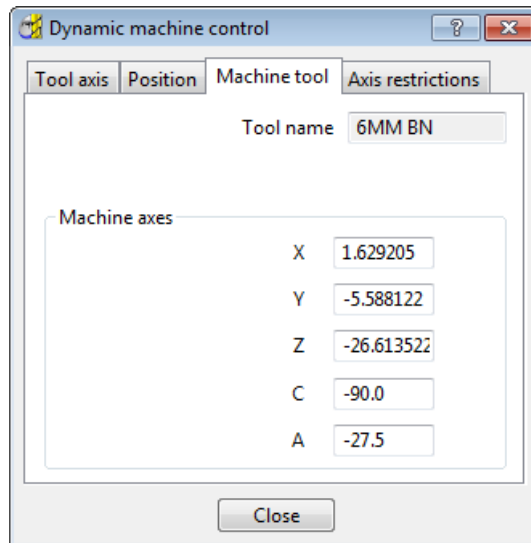 Dynamic machine control
Tool axis Position Machine tool Axis restrictions
Tool name 6MM BN
Machine axes
X 1.629205
Y -5.588122
Z -26.613522
C -90.0
A -27.5
Close